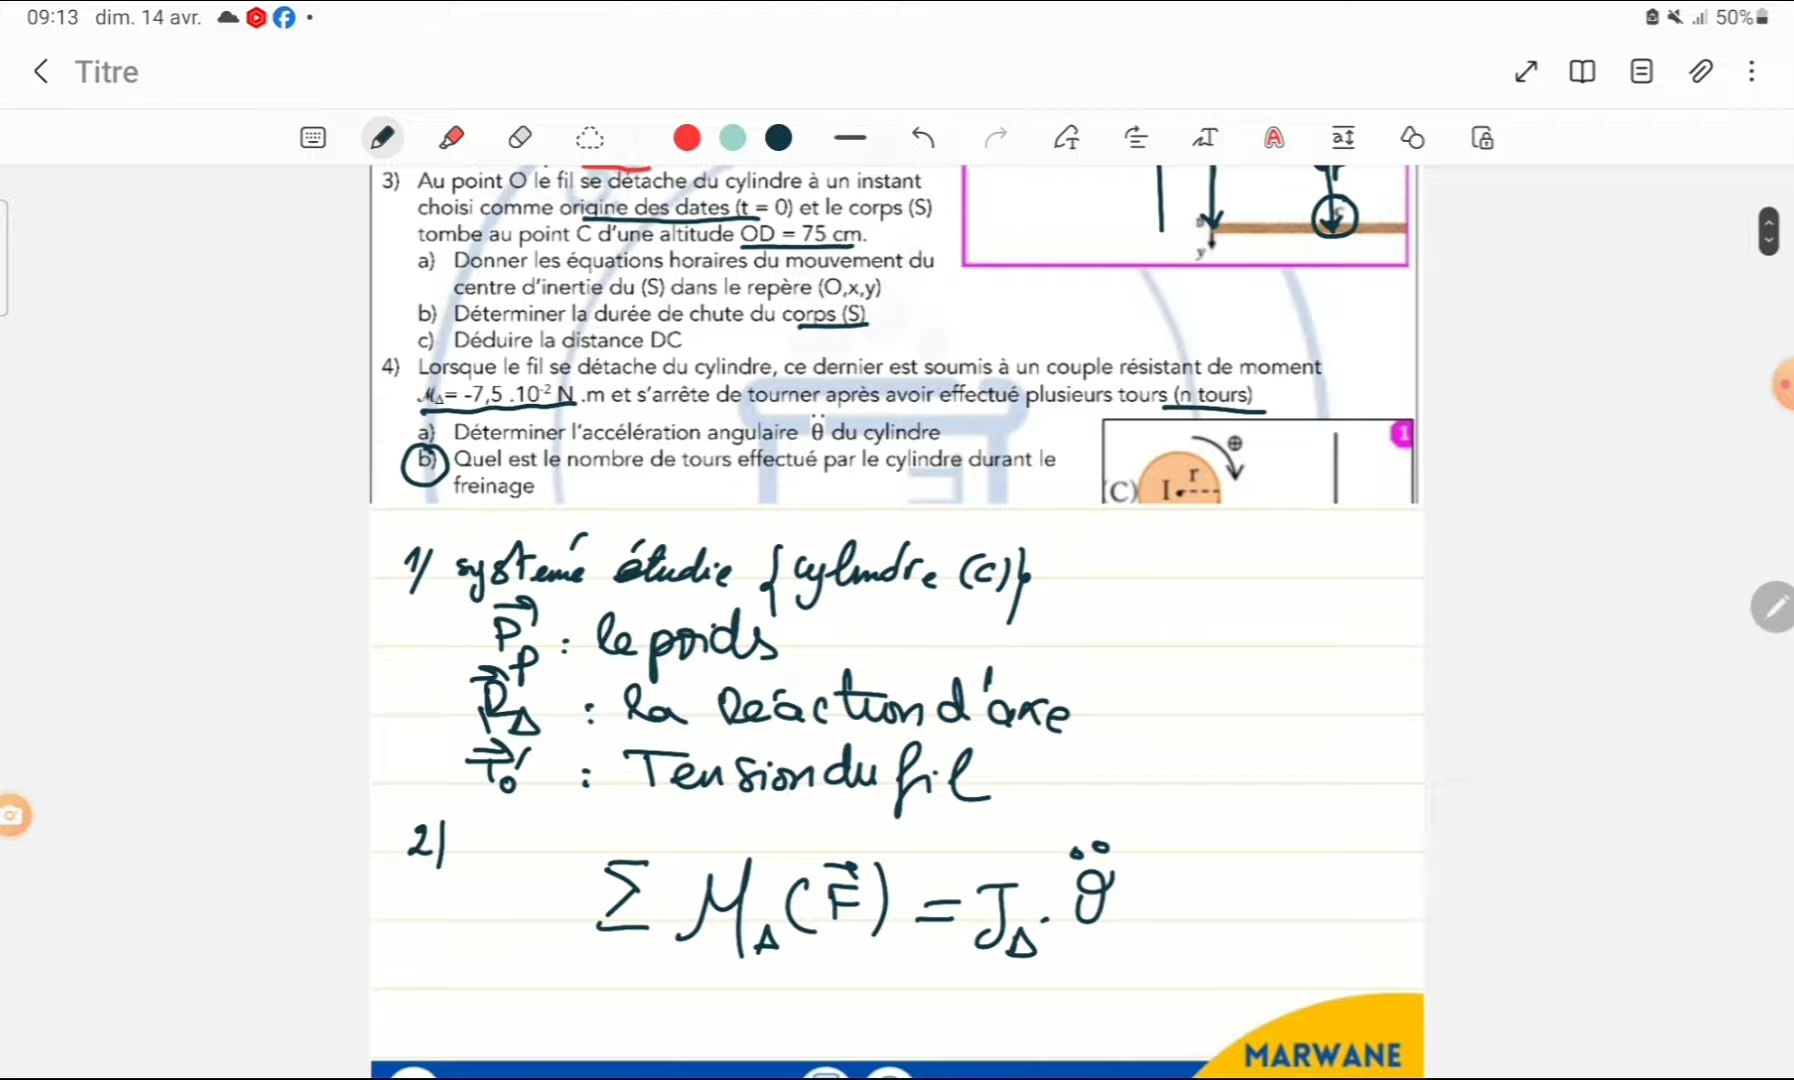 09:13 dim. 14 avr.
50%
Titre
3) Au point O le fil se détache du cylindre à un instant
choisi comme origine des dates (t = 0) et le corps (S)
tombe au point C d'une altitude OD = 75 cm.
a) Donner les équations horaires du mouvement du
centre d'inertie du (S) dans le repère (O,x,y)
b) Déterminer la durée de chute du corps (S)
c) Déduire la distance DC
y
4) Lorsque le fil se détache du cylindre, ce dernier est soumis à un couple résistant de moment
ℳΔ= -7,5 .10⁻² N .m et s'arrête de tourner après avoir effectué plusieurs tours (n tours)
a) Déterminer l'accélération angulaire θ̈ du cylindre
b) Quel est le nombre de tours effectué par le cylindre durant le
freinage
1
⊕
r
(C) I
1/ systemé étudie {cylindre (c)}
P⃗p : le poids
R⃗Δ : la Réaction d'axe
T⃗₀' : Tension du fil
2/
Σ ℳΔ(F⃗) = JΔ . θ̈
MARWANE